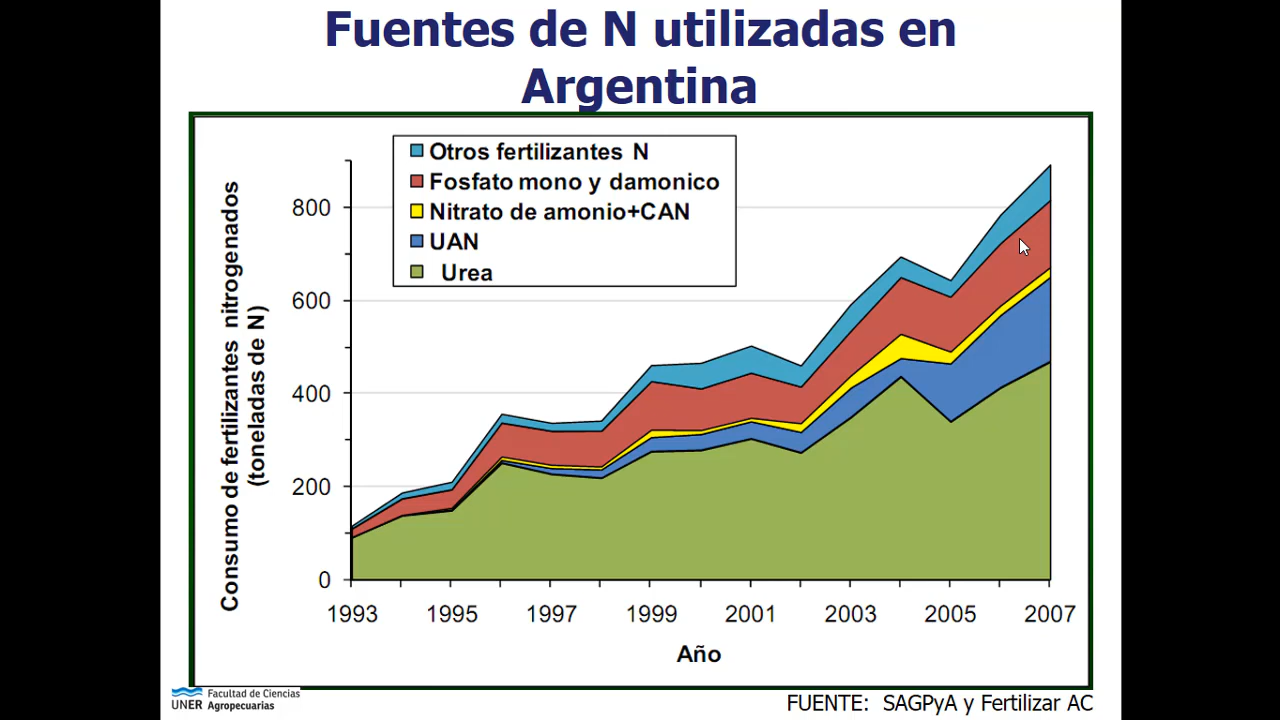 Fuentes de N utilizadas en
Argentina
Otros fertilizantes N
Fosfato mono y damonico
Nitrato de amonio+CAN
UAN
Urea
Consumo de fertilizantes nitrogenados
(toneladas de N)
800
600
400
200
0
1993
1995
1997
1999
2001
2003
2005
2007
Año
UNER
Facultad de Ciencias
Agropecuarias
FUENTE: SAGPyA y Fertilizar AC